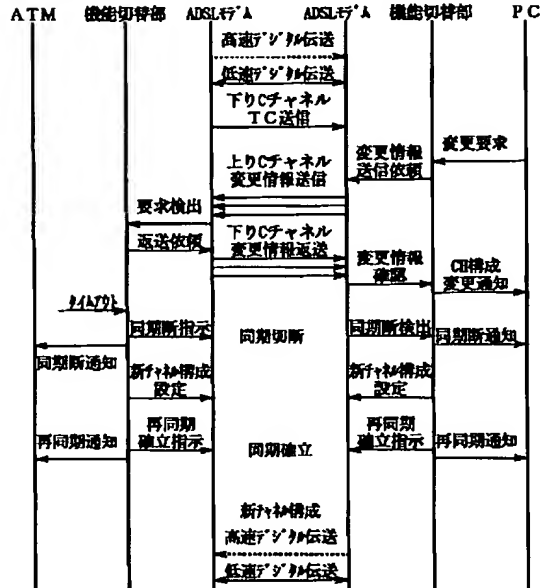 ATM 機能切替部 ADSLモデム ADSLモデム 機能切替部 PC
高速デジタル伝送
低速デジタル伝送
下りCチャネル
TC送信
変更要求
変更情報
送信依頼
上りCチャネル
変更情報送信
要求検出
返送依頼
下りCチャネル
変更情報返送
変更情報
確認
CH構成
変更通知
タイムアウト
同期断指示
同期切断
同期断検出
同期断通知
同期断通知
新チャネル構成
設定
新チャネル構成
設定
再同期
確立指示
再同期
確立指示
再同期通知
同期確立
再同期通知
新チャネル構成
高速デジタル伝送
低速デジタル伝送